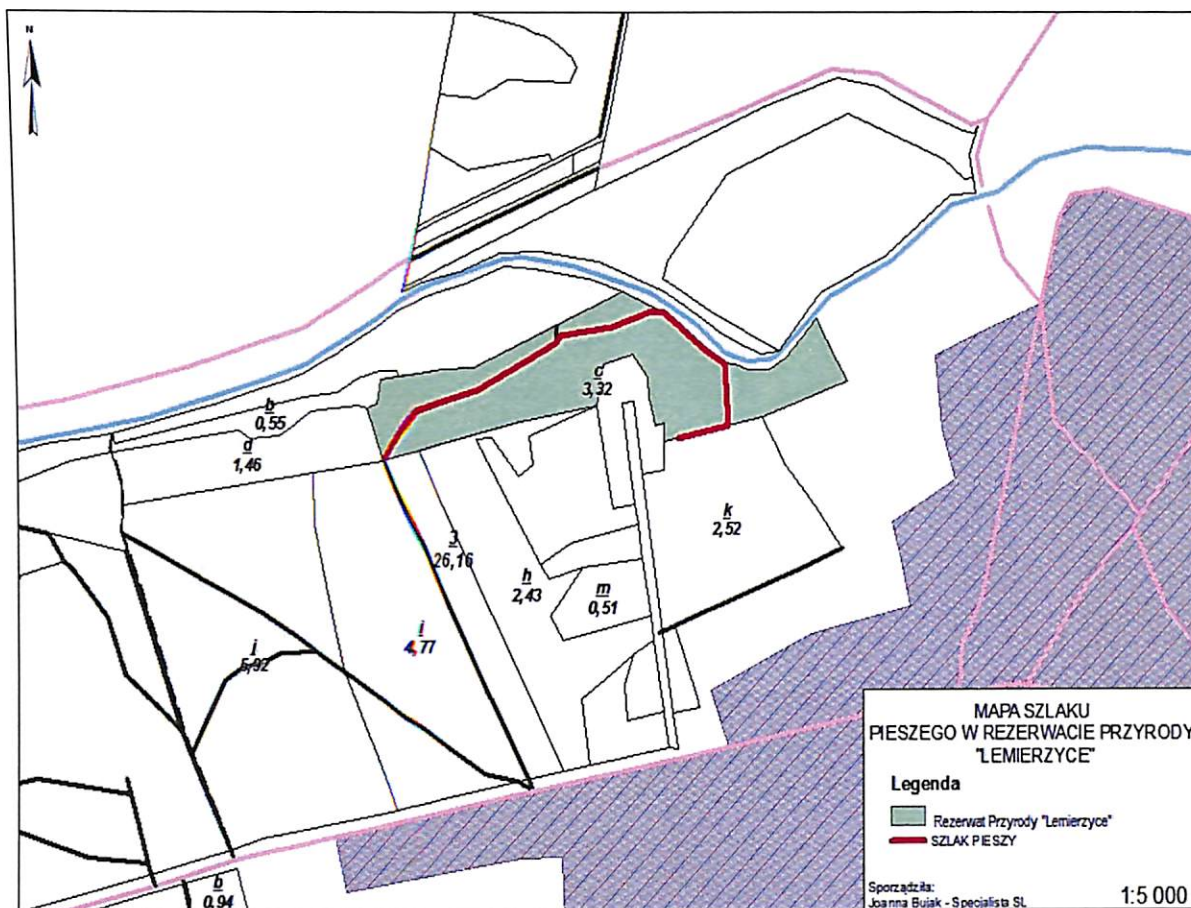 N
b
0,55
d
1,46
c
3,32
3
26,16
k
2,52
h
2,43
m
0,51
i
4,77
j
5,92
b
0,94
MAPA SZLAKU
PIESZEGO W REZERWACIE PRZYRODY
"LEMIERZYCE"
Legenda
Rezerwat Przyrody "Lemierzyce"
SZLAK PIESZY
Sporządziła:
Joanna Bujak - Specjalista SL
1:5 000